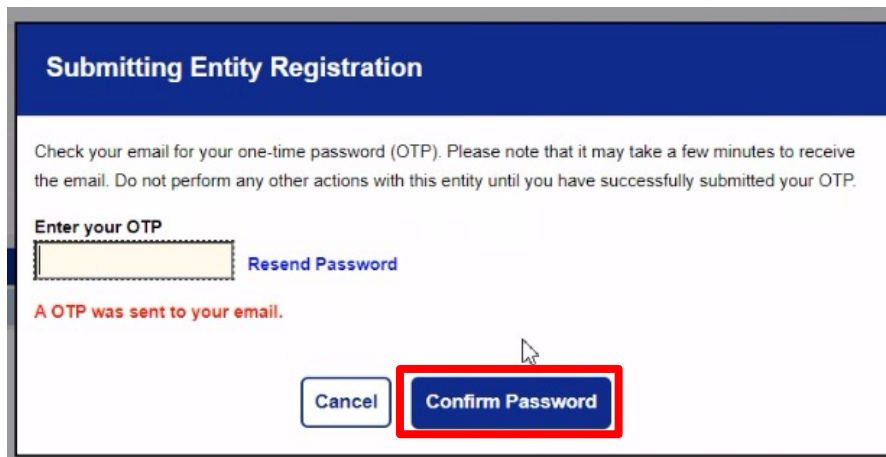 Submitting Entity Registration
Check your email for your one-time password (OTP). Please note that it may take a few minutes to receive
the email. Do not perform any other actions with this entity until you have successfully submitted your OTP.
Enter your OTP
Resend Password
A OTP was sent to your email.
Cancel Confirm Password